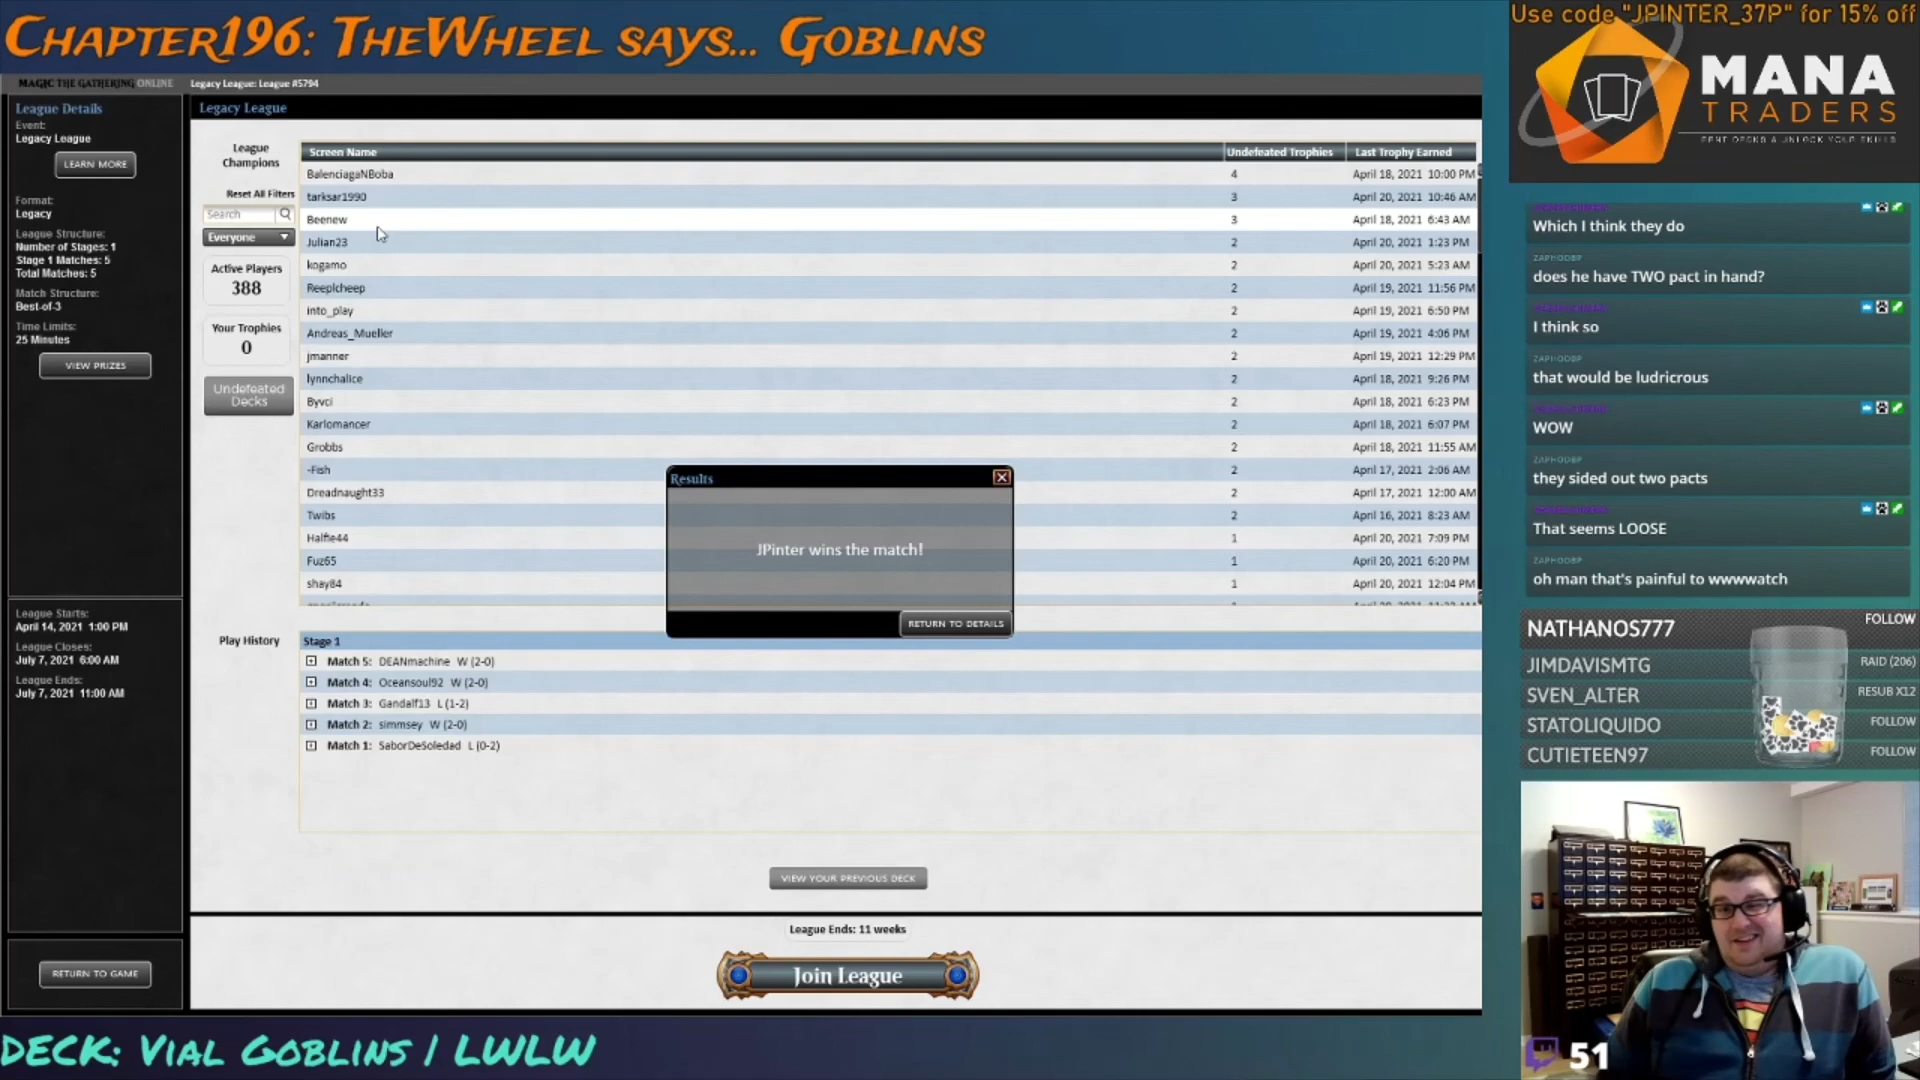 CHAPTER196: THEWHEEL SAYS... GOBLINS
Use code "JPINTER_37P" for 15% off
MANA
TRADERS
RENT DECKS & UNLOCK YOUR SKILLS
MAGIC THE GATHERING ONLINE
Legacy League: League #5794
League Details
Event:
Legacy League
LEARN MORE
Format:
Legacy
League Structure:
Number of Stages: 1
Stage 1 Matches: 5
Total Matches: 5
Match Structure:
Best-of-3
Time Limits:
25 Minutes
VIEW PRIZES
League Starts:
April 14, 2021 1:00 PM
League Closes:
July 7, 2021 6:00 AM
League Ends:
July 7, 2021 11:00 AM
RETURN TO GAME
Legacy League
League
Champions
Reset All Filters
Search
Everyone
Active Players
388
Your Trophies
0
Undefeated
Decks
Screen Name Undefeated Trophies Last Trophy Earned
BalenciagaNBoba 4 April 18, 2021 10:00 PM
tarksar1990 3 April 20, 2021 10:46 AM
Beenew 3 April 18, 2021 6:43 AM
Julian23 2 April 20, 2021 1:23 PM
kogamo 2 April 20, 2021 5:23 AM
Reeplcheep 2 April 19, 2021 11:56 PM
into_play 2 April 19, 2021 6:50 PM
Andreas_Mueller 2 April 19, 2021 4:06 PM
jmanner 2 April 19, 2021 12:29 PM
lynnchalice 2 April 18, 2021 9:26 PM
Byvci 2 April 18, 2021 6:23 PM
Karlomancer 2 April 18, 2021 6:07 PM
Grobbs 2 April 18, 2021 11:55 AM
-Fish 2 April 17, 2021 2:06 AM
Dreadnaught33 2 April 17, 2021 12:00 AM
Twibs 2 April 16, 2021 8:23 AM
Halfie44 1 April 20, 2021 7:09 PM
Fuz65 1 April 20, 2021 6:20 PM
shay84 1 April 20, 2021 12:04 PM
Results
JPinter wins the match!
RETURN TO DETAILS
Play History
Stage 1
Match 5: DEANmachine W (2-0)
Match 4: Oceansoul92 W (2-0)
Match 3: Gandalf13 L (1-2)
Match 2: simmsey W (2-0)
Match 1: SaborDeSoledad L (0-2)
VIEW YOUR PREVIOUS DECK
League Ends: 11 weeks
Join League
Which I think they do
ZAPHODBP
does he have TWO pact in hand?
I think so
ZAPHODBP
that would be ludricrous
WOW
ZAPHODBP
they sided out two pacts
That seems LOOSE
ZAPHODBP
oh man that's painful to wwwwatch
NATHANOS777 FOLLOW
JIMDAVISMTG RAID (206)
SVEN_ALTER RESUB X12
STATOLIQUIDO FOLLOW
CUTIETEEN97 FOLLOW
51
DECK: VIAL GOBLINS / LWLW